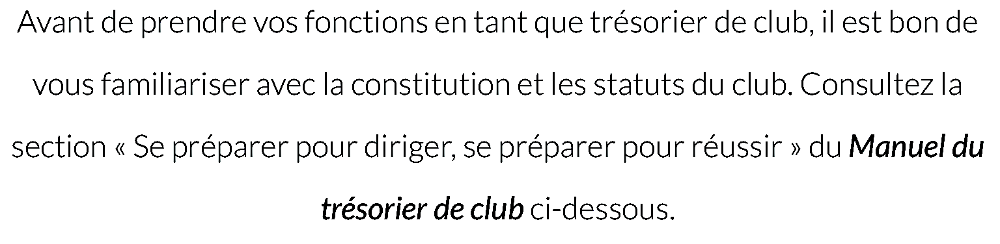 Avant de prendre vos fonctions en tant que trésorier de club, il est bon de
vous familiariser avec la constitution et les statuts du club. Consultez la
section « Se préparer pour diriger, se préparer pour réussir » du Manuel du
trésorier de club ci-dessous.